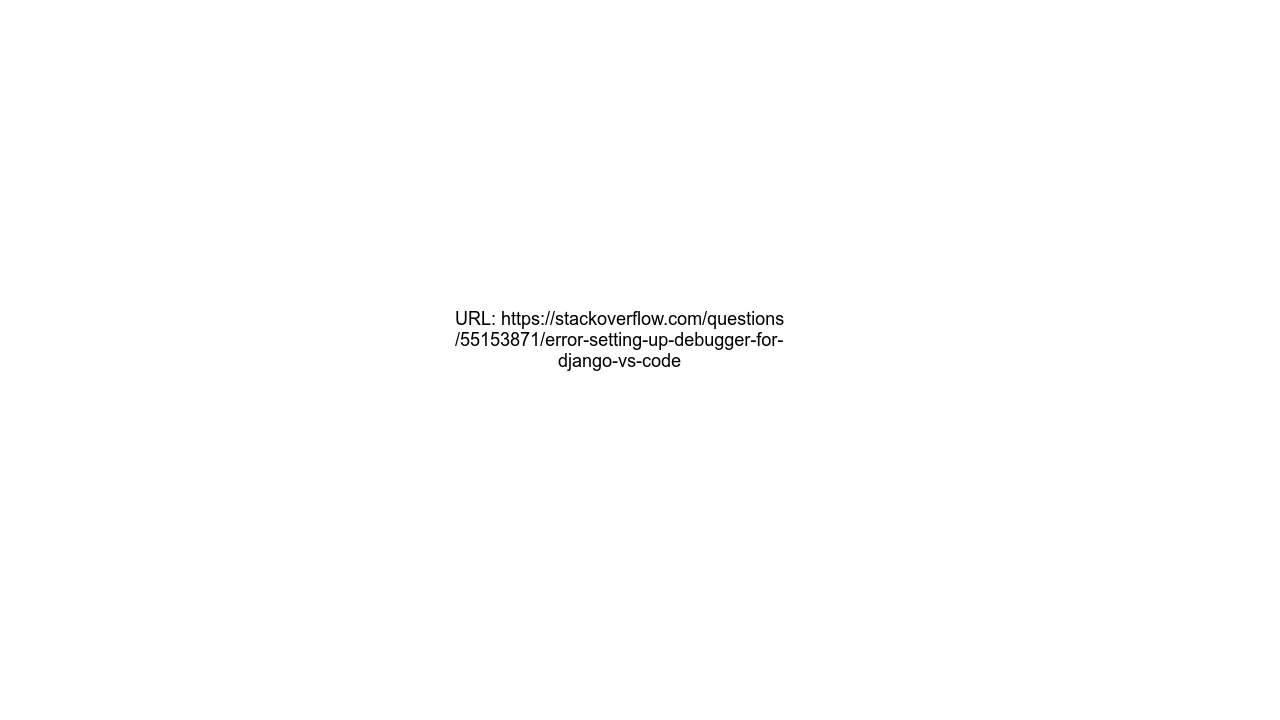 URL: https://stackoverflow.com/questions
/55153871/error-setting-up-debugger-for-
django-vs-code